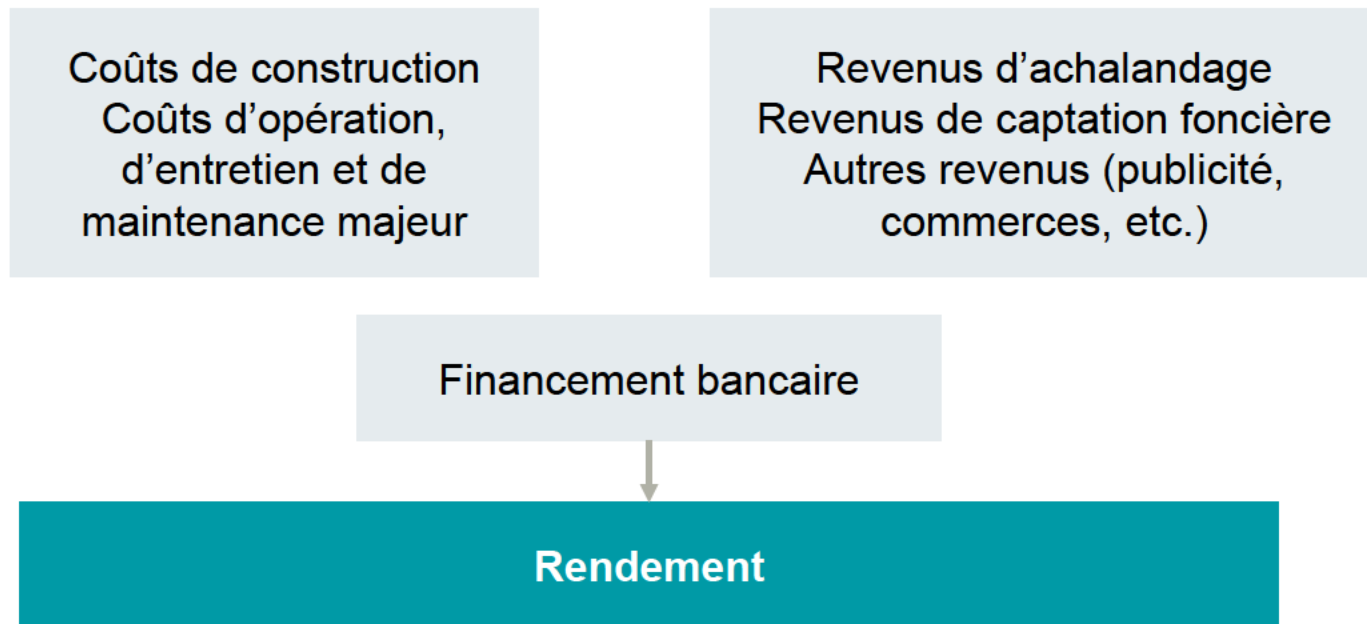 Coûts de construction
Coûts d’opération,
d’entretien et de
maintenance majeur
Revenus d’achalandage
Revenus de captation foncière
Autres revenus (publicité,
commerces, etc.)
Financement bancaire
Rendement